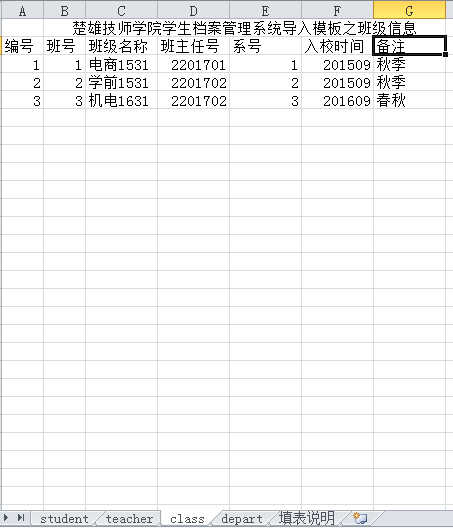 A B C D E F G
楚雄技师学院学生档案管理系统导入模板之班级信息
编号 班号 班级名称 班主任号 系号 入校时间 备注
1 1 电商1531 2201701 1 201509 秋季
2 2 学前1531 2201702 2 201509 秋季
3 3 机电1631 2201702 3 201609 春秋
student teacher class depart 填表说明